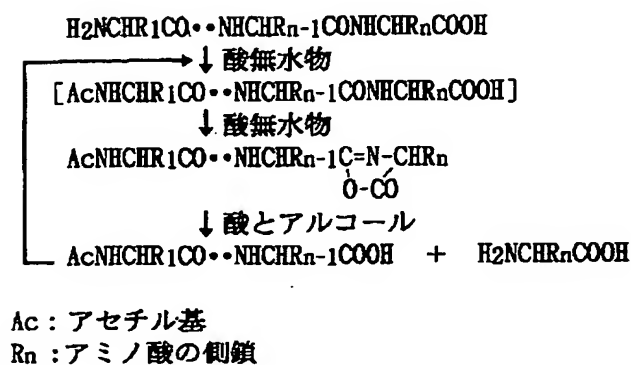 H2NCHR1CO••NHCHRn-1CONHCHRnCOOH
↓酸無水物
[AcNHCHR1CO••NHCHRn-1CONHCHRnCOOH]
↓酸無水物
AcNHCHR1CO••NHCHRn-1C=N-CHRn
O-CO
↓酸とアルコール
AcNHCHR1CO••NHCHRn-1COOH + H2NCHRnCOOH
Ac:アセチル基
Rn:アミノ酸の側鎖